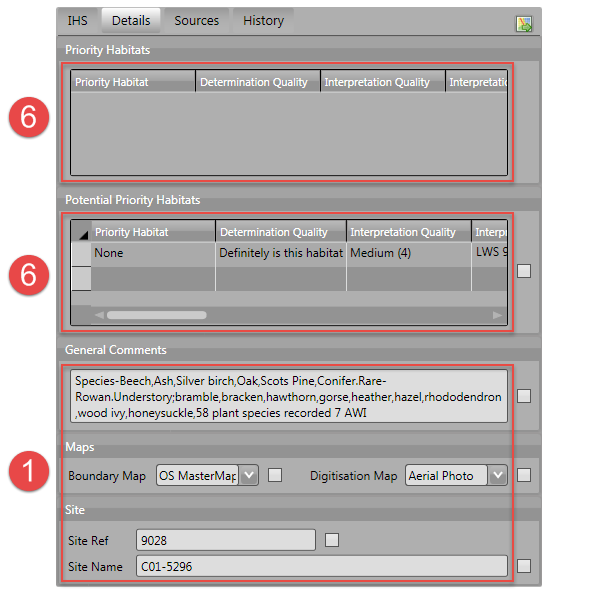 IHS Details Sources History
Priority Habitats
Priority Habitat Determination Quality Interpretation Quality
6
Potential Priority Habitats
Priority Habitat Determination Quality Interpretation Quality
None Definitely is this habitat Medium (4) LWS
6
General Comments
Species-Beech,Ash,Silver birch,Oak,Scots Pine,Conifer.Rare-
Rowan.Understory;bramble,bracken,hawthorn,gorse,heather,hazel,rhododendron
,wood ivy,honeysuckle,58 plant species recorded 7 AWI
Maps
1
Boundary Map OS MasterMap Digitisation Map Aerial Photo
Site
Site Ref 9028
Site Name C01-5296